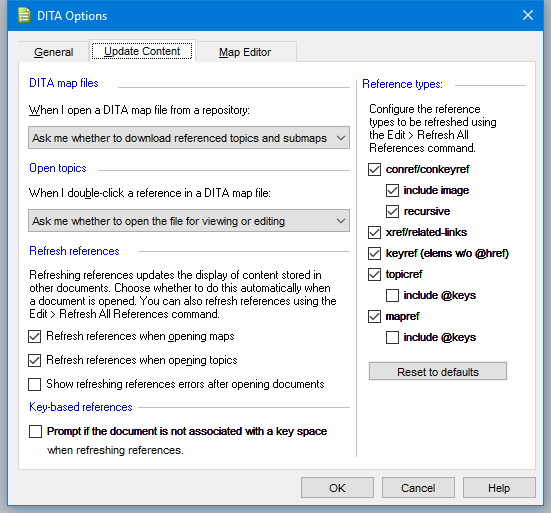 DITA Options
General
Update Content
Map Editor
DITA map files
When I open a DITA map file from a repository:
Ask me whether to download referenced topics and submaps
Open topics
When I double-click a reference in a DITA map file:
Ask me whether to open the file for viewing or editing
Refresh references
Refreshing references updates the display of content stored in
other documents. Choose whether to do this automatically when
a document is opened. You can also refresh references using the
Edit > Refresh All References command.
Refresh references when opening maps
Refresh references when opening topics
Show refreshing references errors after opening documents
Key-based references
Prompt if the document is not associated with a key space
when refreshing references.
Reference types:
Configure the reference
types to be refreshed using
the Edit > Refresh All
References command.
conref/conkeyref
include image
recursive
xref/related-links
keyref (elems w/o @href)
topicref
include @keys
mapref
include @keys
Reset to defaults
OK
Cancel
Help